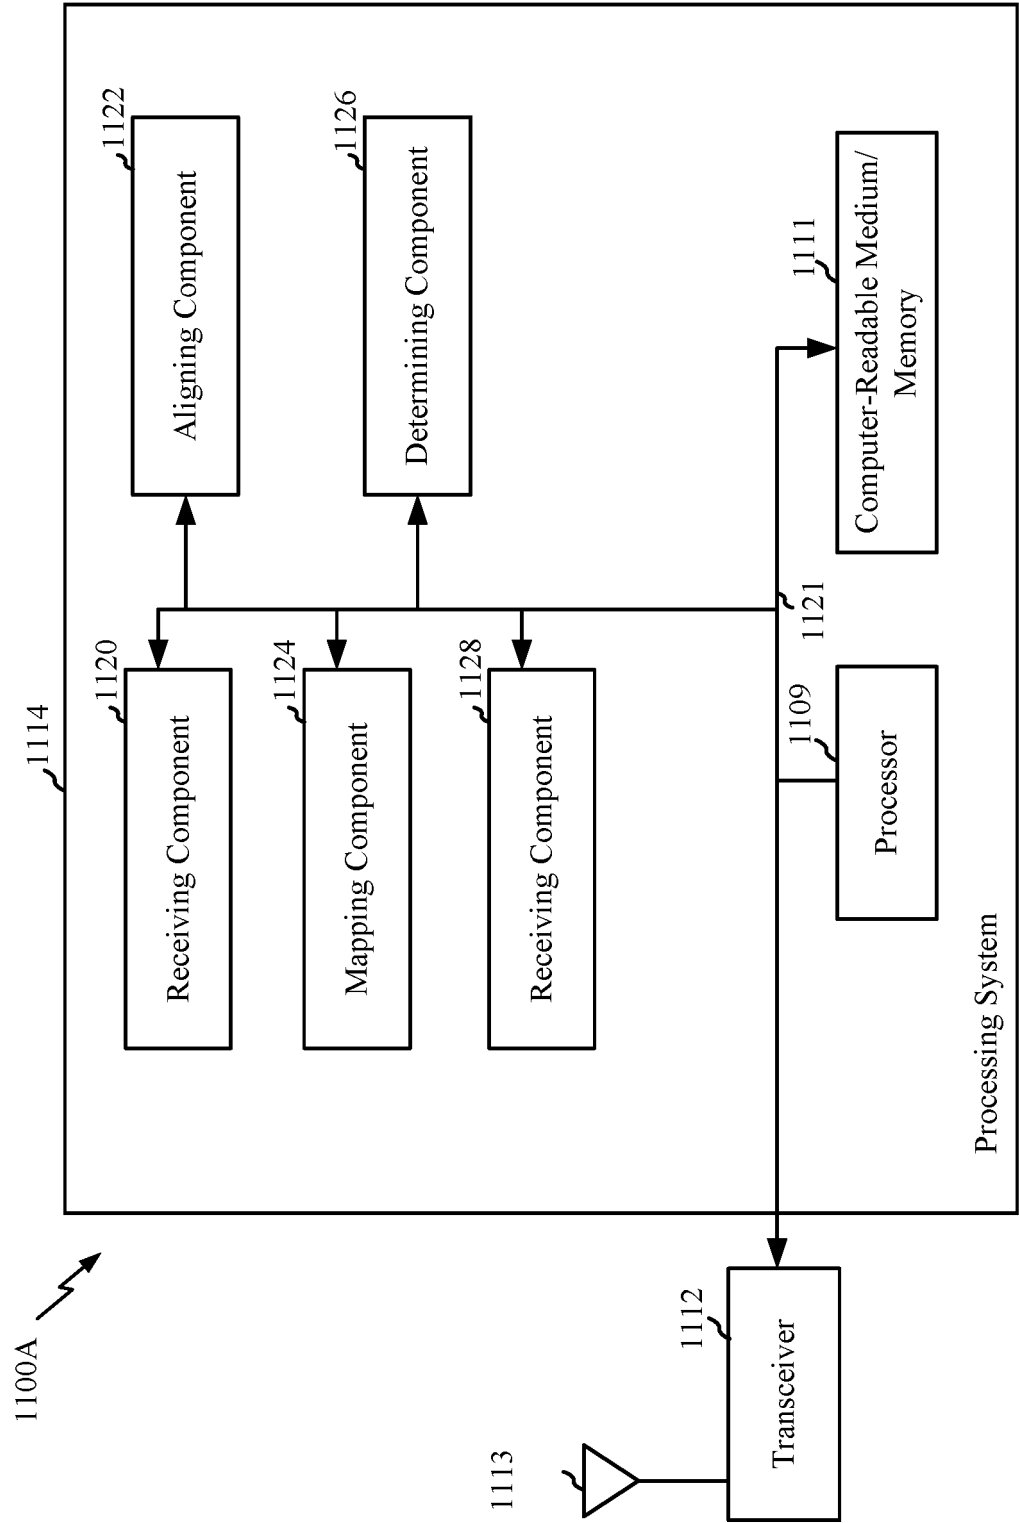 1100A
1114
1120
Receiving Component
1122
Aligning Component
1124
Mapping Component
1126
Determining Component
1128
Receiving Component
1113
1112
Transceiver
1121
1109
Processor
1111
Computer-Readable Medium/
Memory
Processing System